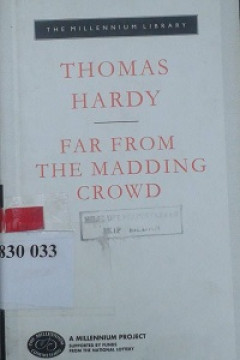 THE MILLENNIUM LIBRARY
THOMAS
HARDY
FAR FROM
THE MADDING
CROWD
830 033
A MILLENNIUM PROJECT
SUPPORTED BY FUNDS
FROM THE NATIONAL LOTTERY